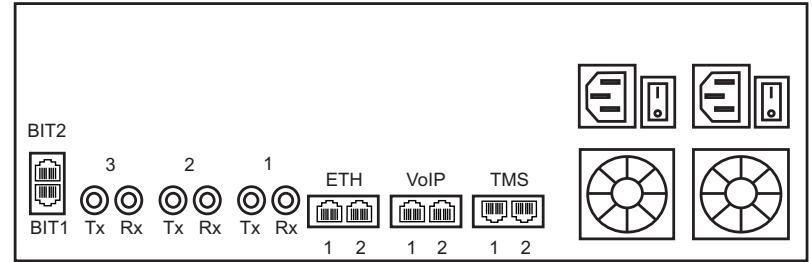 BIT2
3 2 1
ETH VoIP TMS
BIT1 Tx Rx Tx Rx Tx Rx
1 2 1 2 1 2